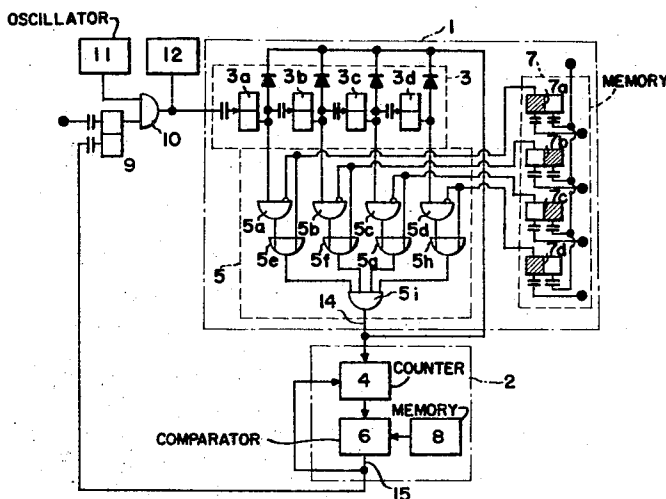 OSCILLATOR
11
12
1
3a
3b
3c
3d
3
7
7a
MEMORY
10
9
7b
7c
5a
5b
5c
5d
5e
5f
5g
5h
7d
5
5i
14
4
COUNTER
2
MEMORY
COMPARATOR
6
8
15